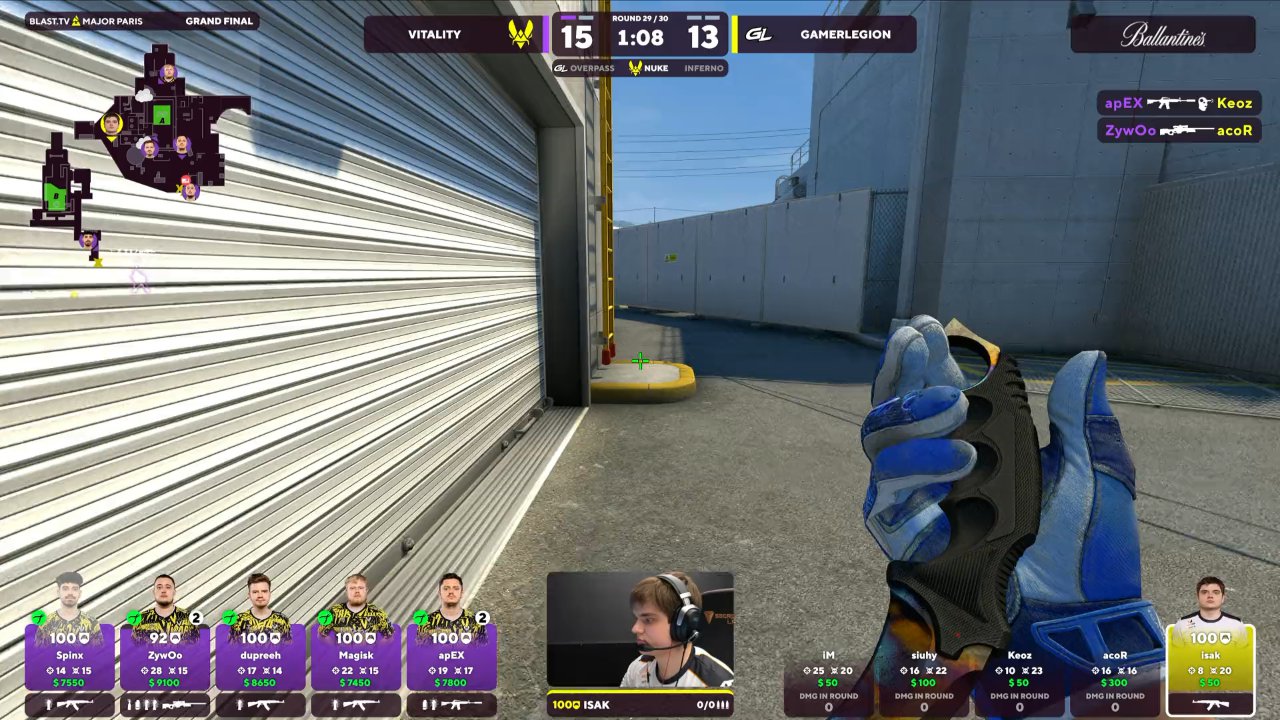 BLAST.TV MAJOR PARIS GRAND FINAL
VITALITY 15 ROUND 29 / 30 1:08 13 GL GAMERLEGION
Ballantine's
GL OVERPASS NUKE INFERNO
apEX Keoz
ZywOo acoR
A
B
100 Spinx 14 15 $7550
2 92 ZywOo 28 15 $9100
100 dupreeh 17 14 $8650
100 Magisk 22 15 $7450
2 100 apEX 19 17 $7800
100 ISAK 0/0
iM 25 20 $50 DMG IN ROUND 0
siuhy 16 22 $100 DMG IN ROUND 0
Keoz 10 23 $50 DMG IN ROUND 0
acoR 16 16 $300 DMG IN ROUND 0
100 isak 8 20 $50